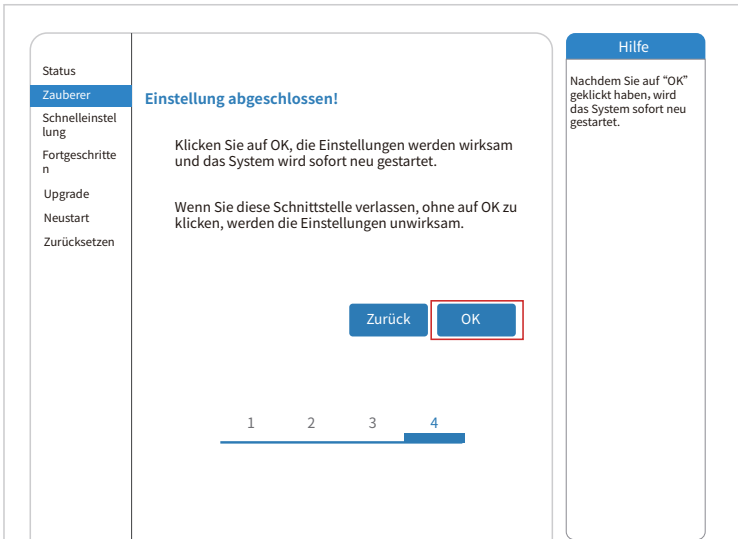 Status
Zauberer
Schnelleinstel
lung
Fortgeschritte
n
Upgrade
Neustart
Zurücksetzen
Einstellung abgeschlossen!
Klicken Sie auf OK, die Einstellungen werden wirksam
und das System wird sofort neu gestartet.
Wenn Sie diese Schnittstelle verlassen, ohne auf OK zu
klicken, werden die Einstellungen unwirksam.
Zurück
OK
1 2 3 4
Hilfe
Nachdem Sie auf “OK”
geklickt haben, wird
das System sofort neu
gestartet.